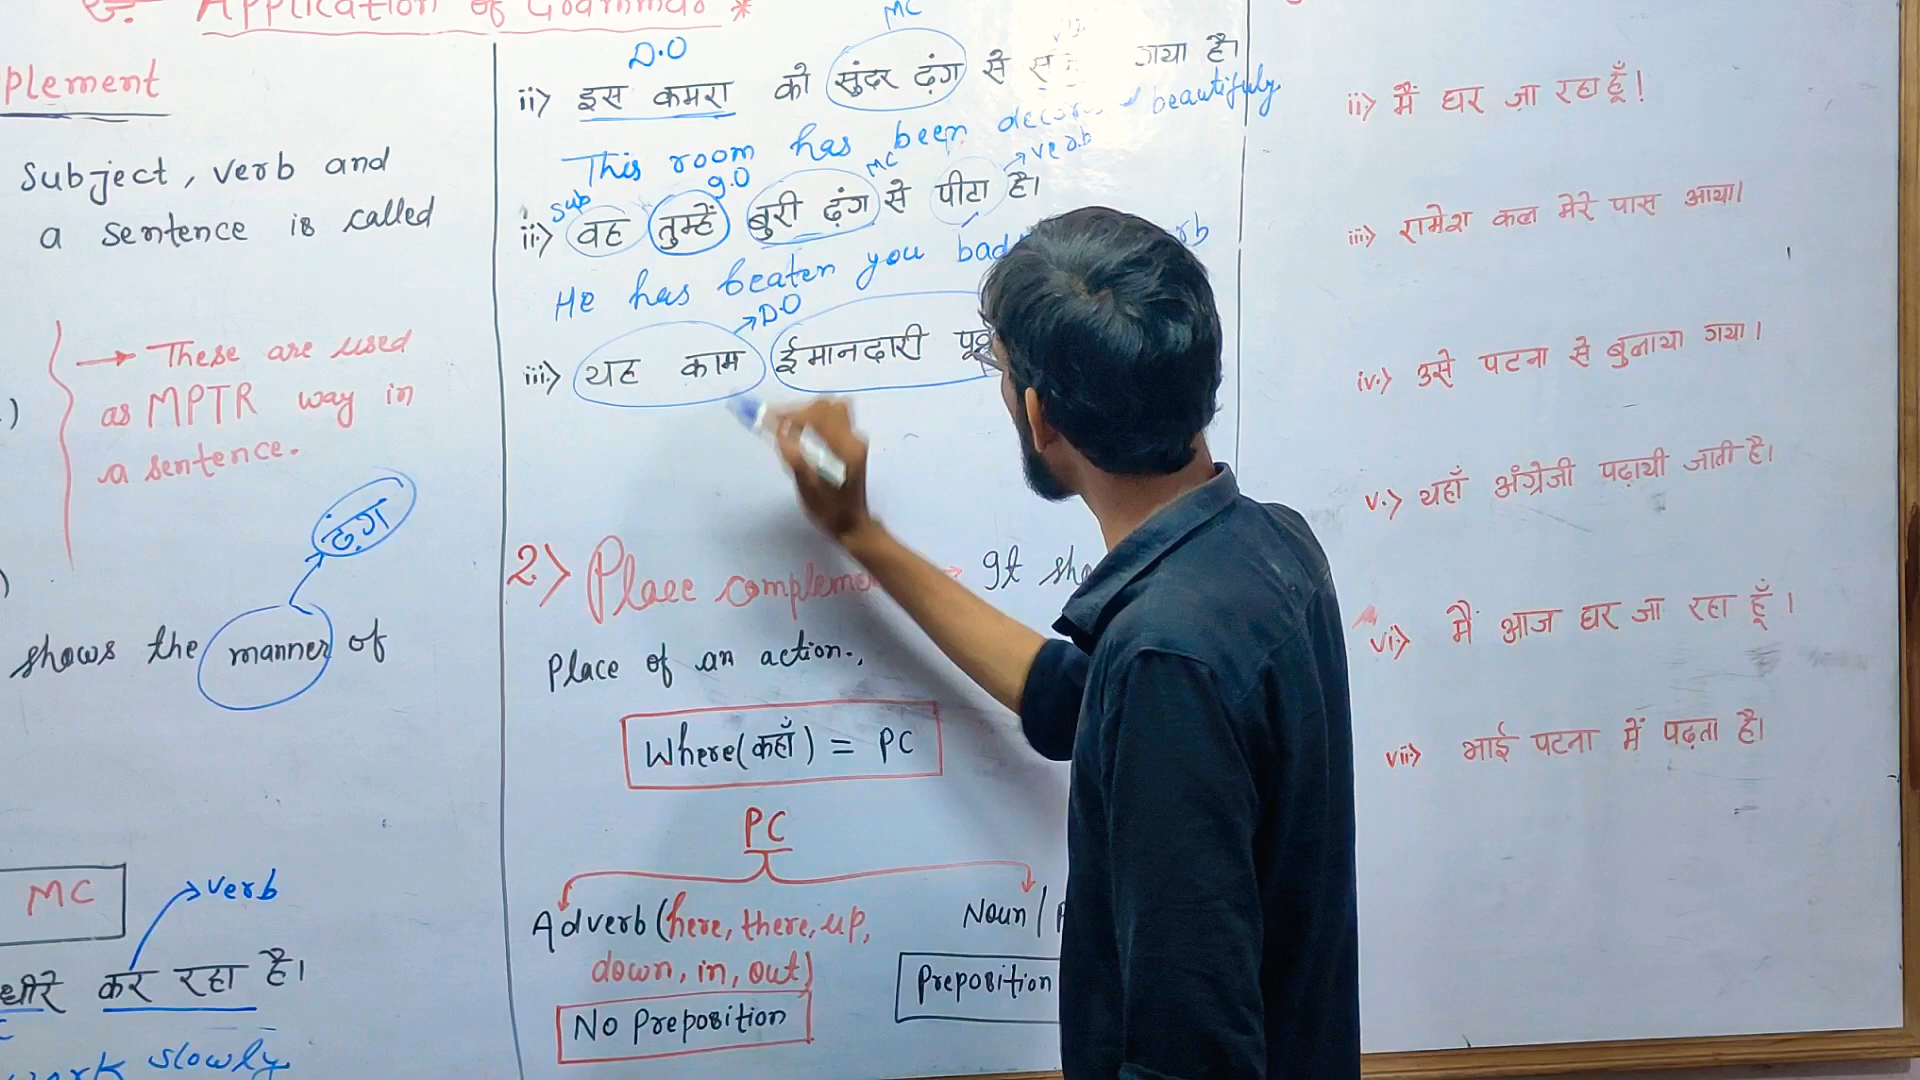 Application of Grammar *
plement
Subject, verb and
a sentence is called
→ These are used
as MPTR way in
a sentence.
ढ़ंग
shows the manner of
MC
→verb
धीरे कर रहा है।
work slowly.
MC
D.O
ii> इस कमरा को सुंदर ढ़ंग से गया है।
This room has been beautifuly.
sub g.O MC →verb
ii> वह तुम्हें बुरी ढ़ंग से पीटा है।
He has beaten you bad
→D.O
iii> यह काम ईमानदारी
2> Place complement → It
Place of an action.,
Where(कहाँ) = PC
PC
Adverb (here, there, up,
down, in, out)
No Preposition
Noun /
Preposition
ii> मैं घर जा रहा हूँ!
iii> रामेश कल मेरे पास आया।
iv.> उसे पटना से बुलाया गया।
v.> यहाँ अंग्रेजी पढ़ायी जाती है।
vi> मैं आज घर जा रहा हूँ।
vii> भाई पटना में पढ़ता है।